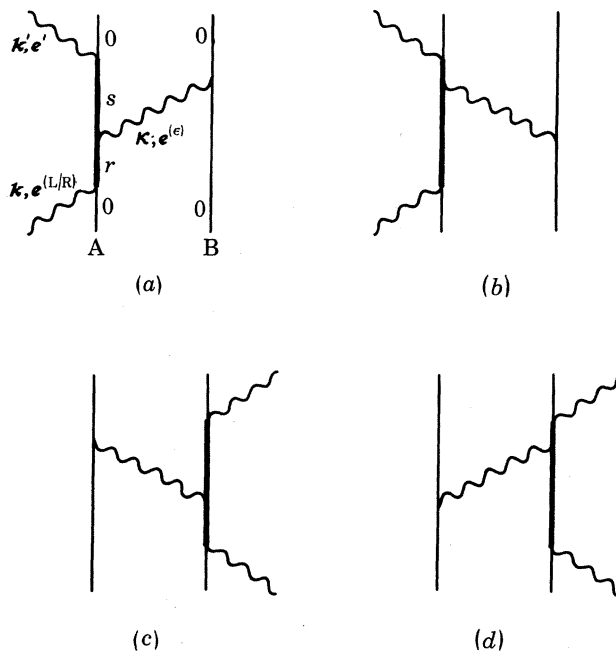 0 0
k′, e′
s
κ, e(ε)
r
k, e(L/R)
0 0
A B
(a) (b)
(c) (d)